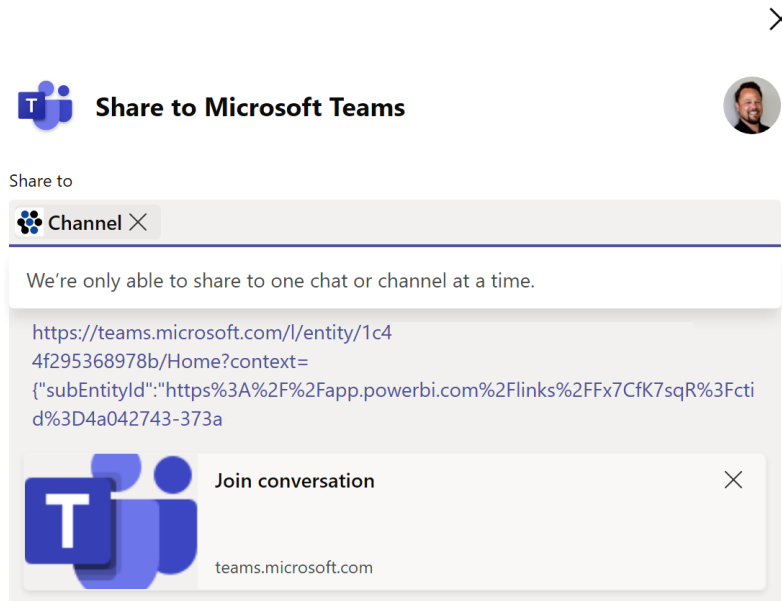 T
Share to Microsoft Teams
Share to
Channel
We're only able to share to one chat or channel at a time.
https://teams.microsoft.com/l/entity/1c4
4f295368978b/Home?context=
{"subEntityId":"https%3A%2F%2Fapp.powerbi.com%2Flinks%2FFx7CfK7sqR%3Fcti
d%3D4a042743-373a
T
Join conversation
teams.microsoft.com